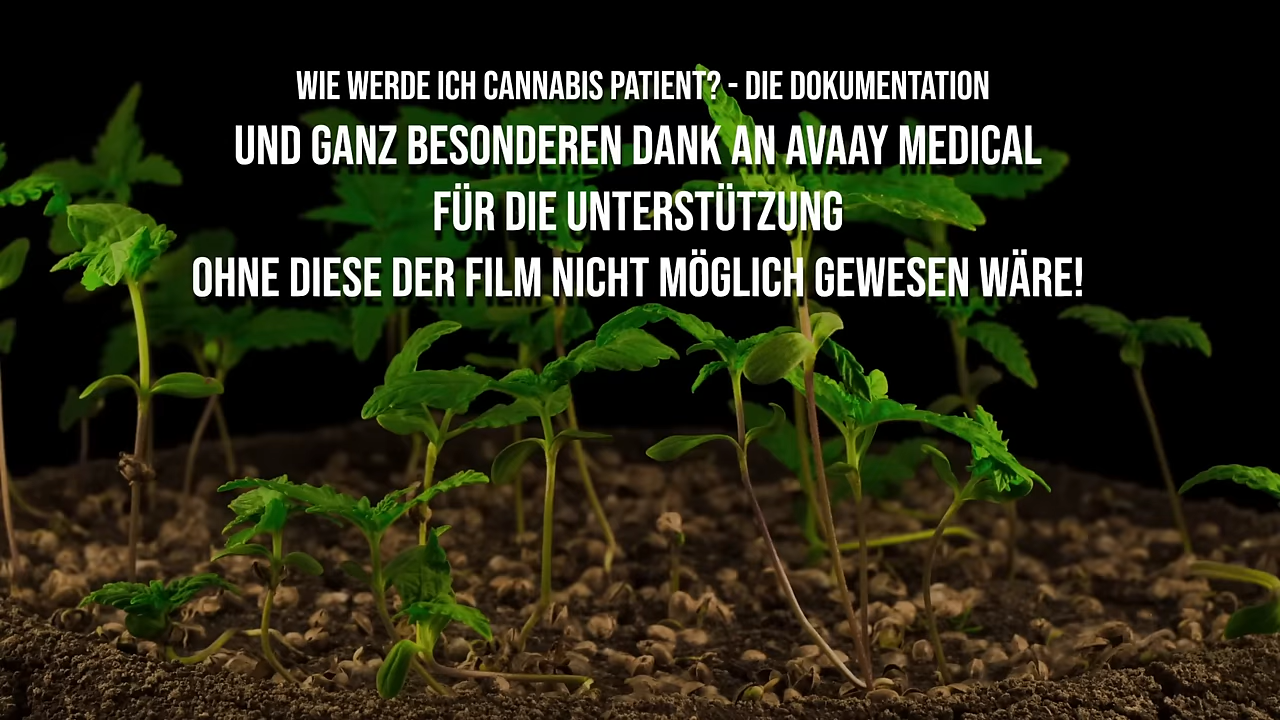 WIE WERDE ICH CANNABIS PATIENT? - DIE DOKUMENTATION
UND GANZ BESONDEREN DANK AN AVAAY MEDICAL
FÜR DIE UNTERSTÜTZUNG
OHNE DIESE DER FILM NICHT MÖGLICH GEWESEN WÄRE!